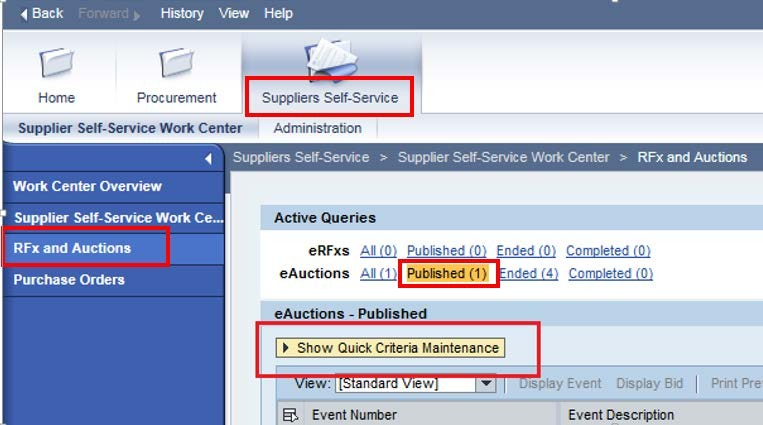 Back Forward History View Help
Home Procurement Suppliers Self-Service
Supplier Self-Service Work Center Administration
Suppliers Self-Service > Supplier Self-Service Work Center > RFx and Auctions
Work Center Overview
Supplier Self-Service Work Ce...
RFx and Auctions
Purchase Orders
Active Queries
eRFxs All (0) Published (0) Ended (0) Completed (0)
eAuctions All (1) Published (1) Ended (4) Completed (0)
eAuctions - Published
Show Quick Criteria Maintenance
View: [Standard View] Display Event Display Bid Print Pre
Event Number Event Description